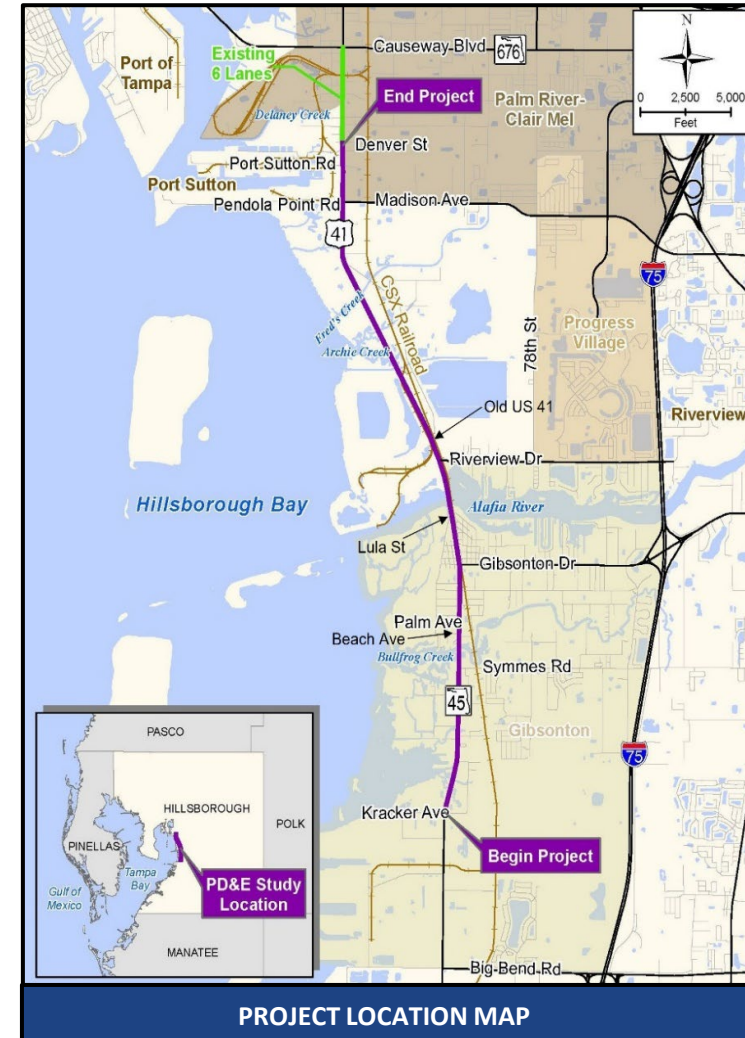 Causeway Blvd
676
N
0 2,500 5,000
Feet
Port of
Tampa
Existing
6 Lanes
End Project
Palm River-
Clair Mel
Delaney Creek
Denver St
Port Sutton Rd
Port Sutton
Pendola Point Rd
Madison Ave
41
75
CSX Railroad
78th St
Fred's Creek
Archie Creek
Progress
Village
Old US 41
Riverview
Riverview Dr
Hillsborough Bay
Alafia River
Lula St
Gibsonton Dr
Palm Ave
Beach Ave
Bullfrog Creek
Symmes Rd
45
Gibsonton
75
Kracker Ave
Begin Project
Big Bend Rd
PASCO
HILLSBOROUGH
POLK
PINELLAS
Tampa
Bay
Gulf of
Mexico
PD&E Study
Location
MANATEE
PROJECT LOCATION MAP